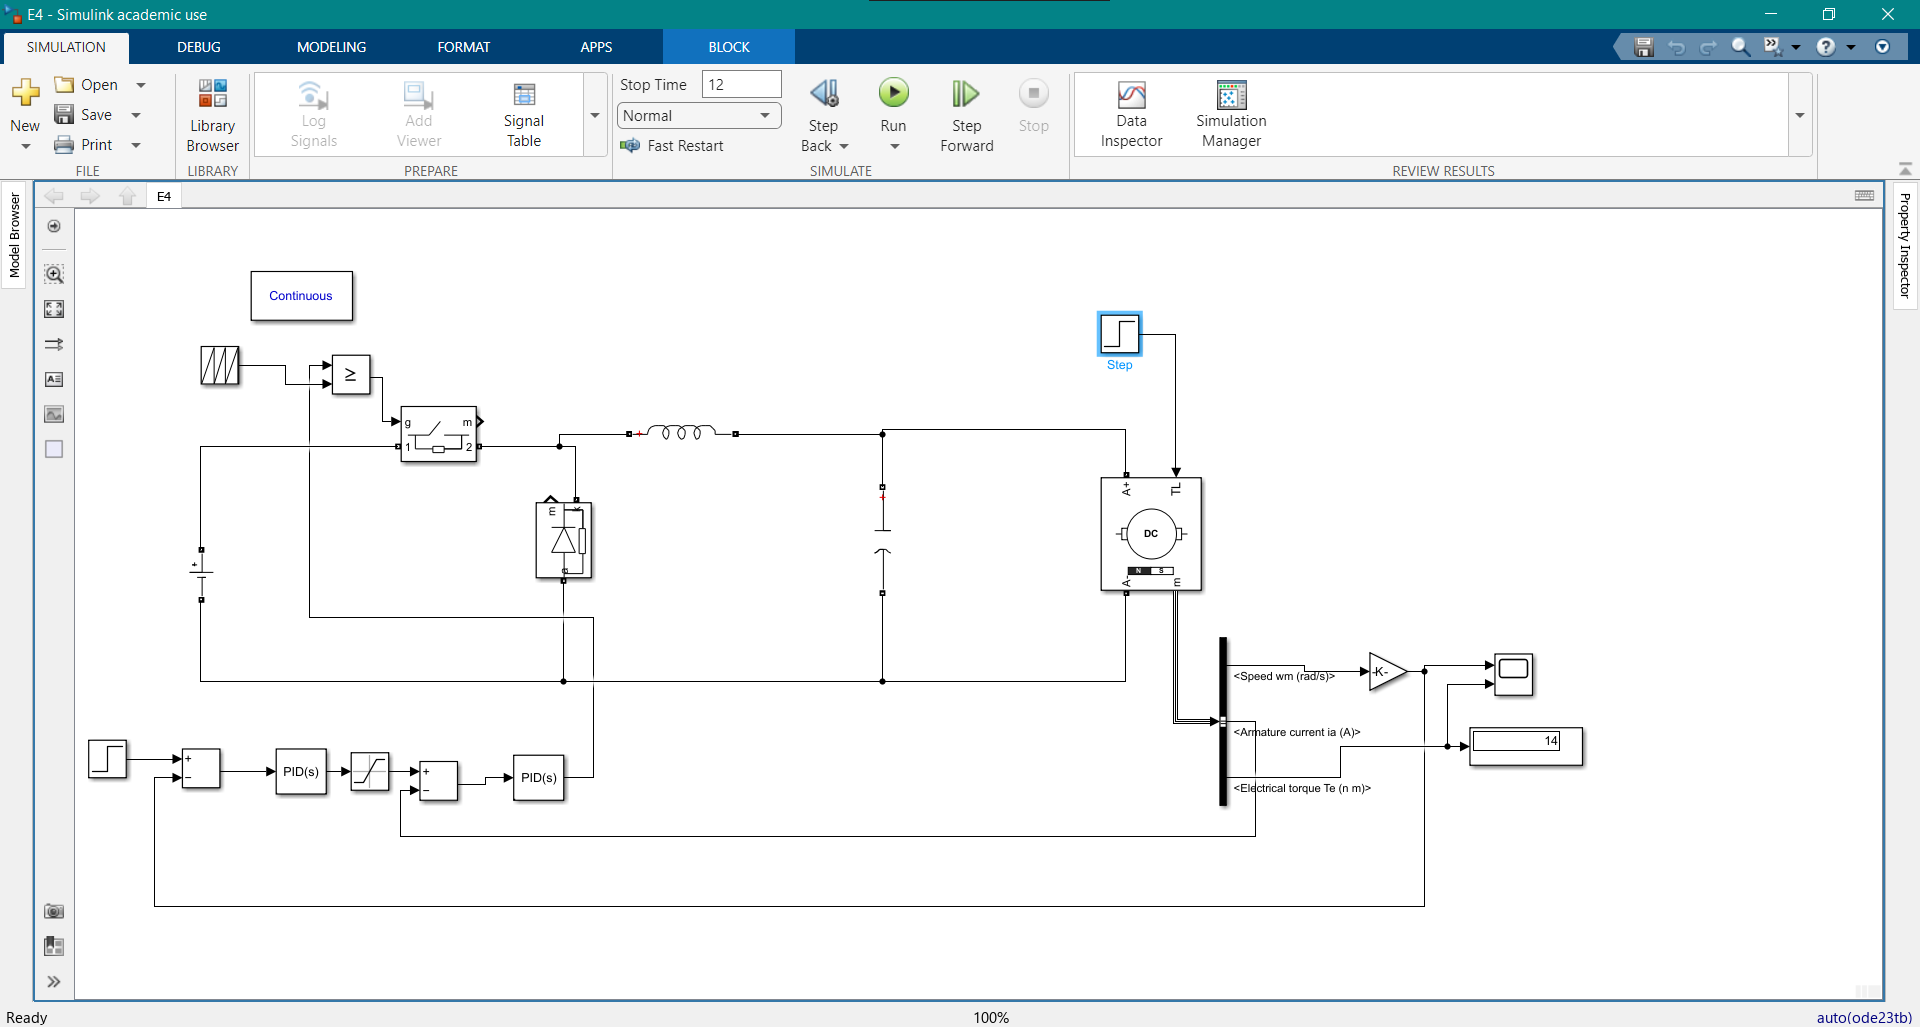 E4 - Simulink academic use
SIMULATION DEBUG MODELING FORMAT APPS BLOCK
New
Open
Save
Print
FILE
Library
Browser
LIBRARY
Log
Signals
Add
Viewer
Signal
Table
PREPARE
Stop Time 12
Normal
Fast Restart
Step
Back
Run
Step
Forward
Stop
SIMULATE
Data
Inspector
Simulation
Manager
REVIEW RESULTS
Model Browser
E4
Property Inspector
Continuous
≥
g m
1 2
m k
a
+
+
+
Step
A+ TL
DC
N S
A- m
<Speed wm (rad/s)>
-K-
<Armature current ia (A)>
14
<Electrical torque Te (n m)>
+
−
PID(s)
+
−
PID(s)
Ready 100% auto(ode23tb)